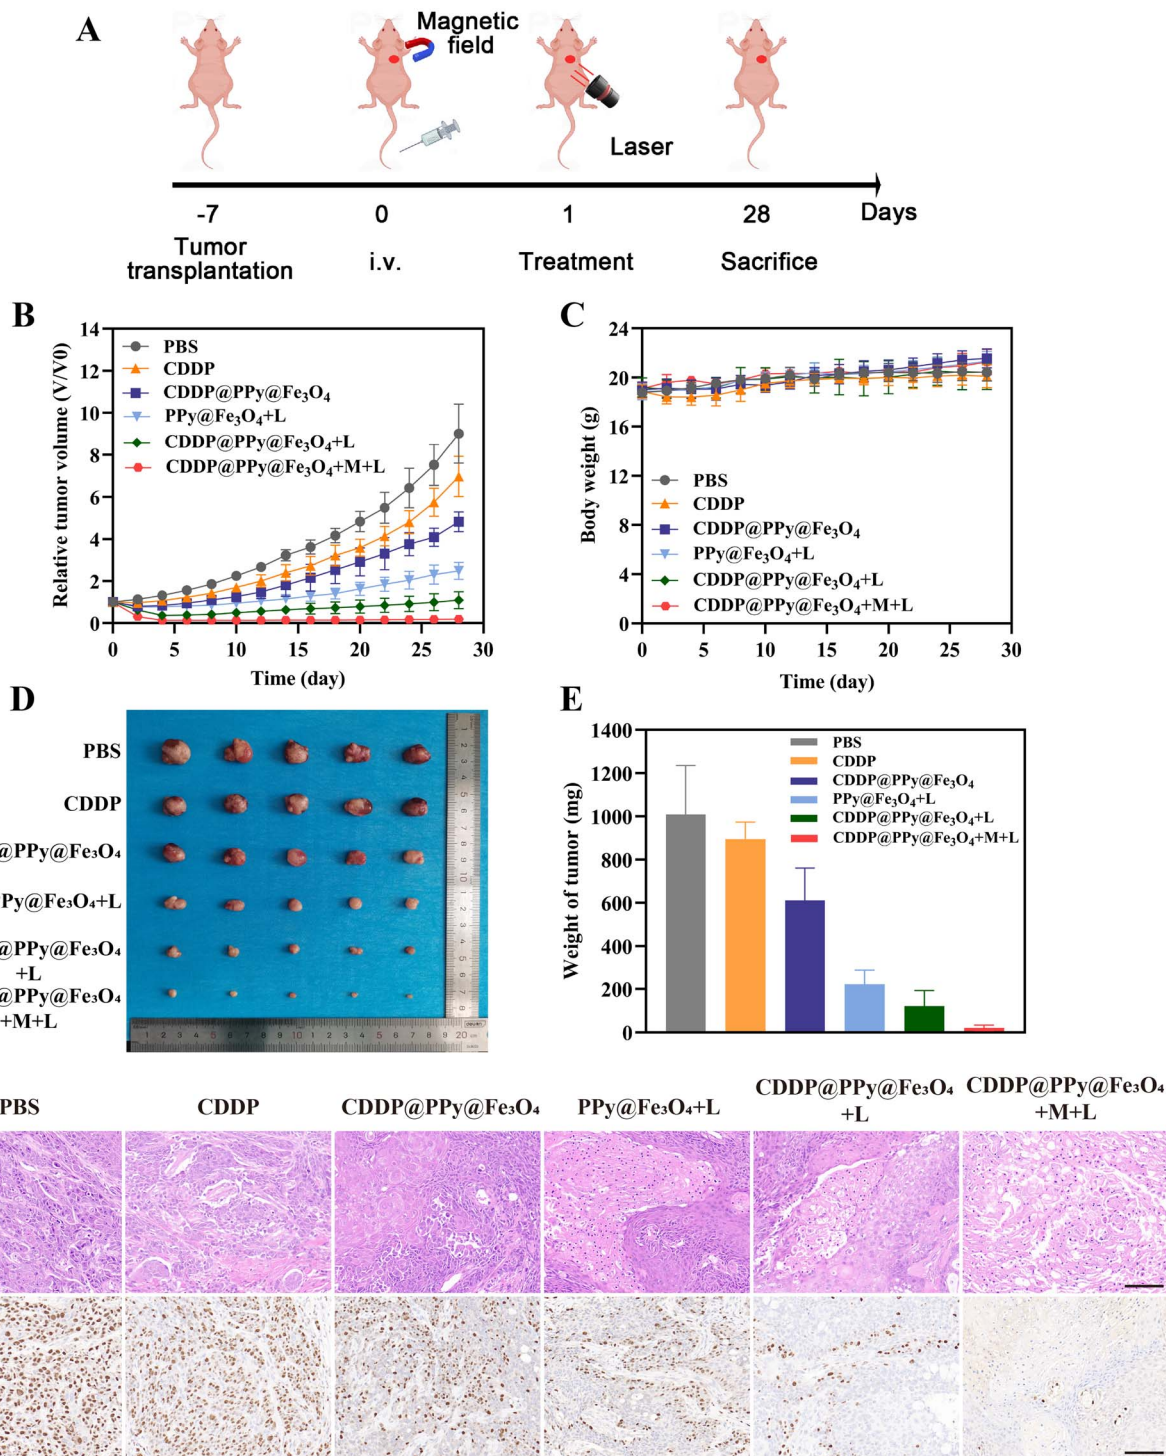 A
Magnetic
field
Laser
-7
0
1
28
Days
Tumor
transplantation
i.v.
Treatment
Sacrifice
B
Relative tumor volume (V/V0)
14
12
10
8
6
4
2
0
PBS
CDDP
CDDP@PPy@Fe₃O₄
PPy@Fe₃O₄+L
CDDP@PPy@Fe₃O₄+L
CDDP@PPy@Fe₃O₄+M+L
0 5 10 15 20 25 30
Time (day)
C
Body weight (g)
24
20
16
12
8
4
0
PBS
CDDP
CDDP@PPy@Fe₃O₄
PPy@Fe₃O₄+L
CDDP@PPy@Fe₃O₄+L
CDDP@PPy@Fe₃O₄+M+L
0 5 10 15 20 25 30
Time (day)
D
PBS
CDDP
@PPy@Fe₃O₄
Py@Fe₃O₄+L
@PPy@Fe₃O₄
+L
@PPy@Fe₃O₄
+M+L
E
Weight of tumor (mg)
1400
1200
1000
800
600
400
200
0
PBS
CDDP
CDDP@PPy@Fe₃O₄
PPy@Fe₃O₄+L
CDDP@PPy@Fe₃O₄+L
CDDP@PPy@Fe₃O₄+M+L
PBS
CDDP
CDDP@PPy@Fe₃O₄
PPy@Fe₃O₄+L
CDDP@PPy@Fe₃O₄
+L
CDDP@PPy@Fe₃O₄
+M+L